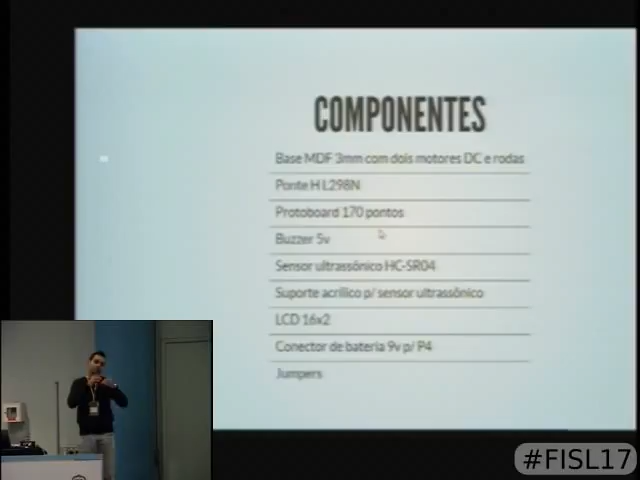 COMPONENTES
Base MDF 3mm com dois motores DC e rodas
Ponte H L298N
Protoboard 170 pontos
Buzzer 5v
Sensor ultrassônico HC-SR04
Suporte acrílico p/ sensor ultrassônico
LCD 16x2
Conector de bateria 9v p/ P4
Jumpers
#FISL17